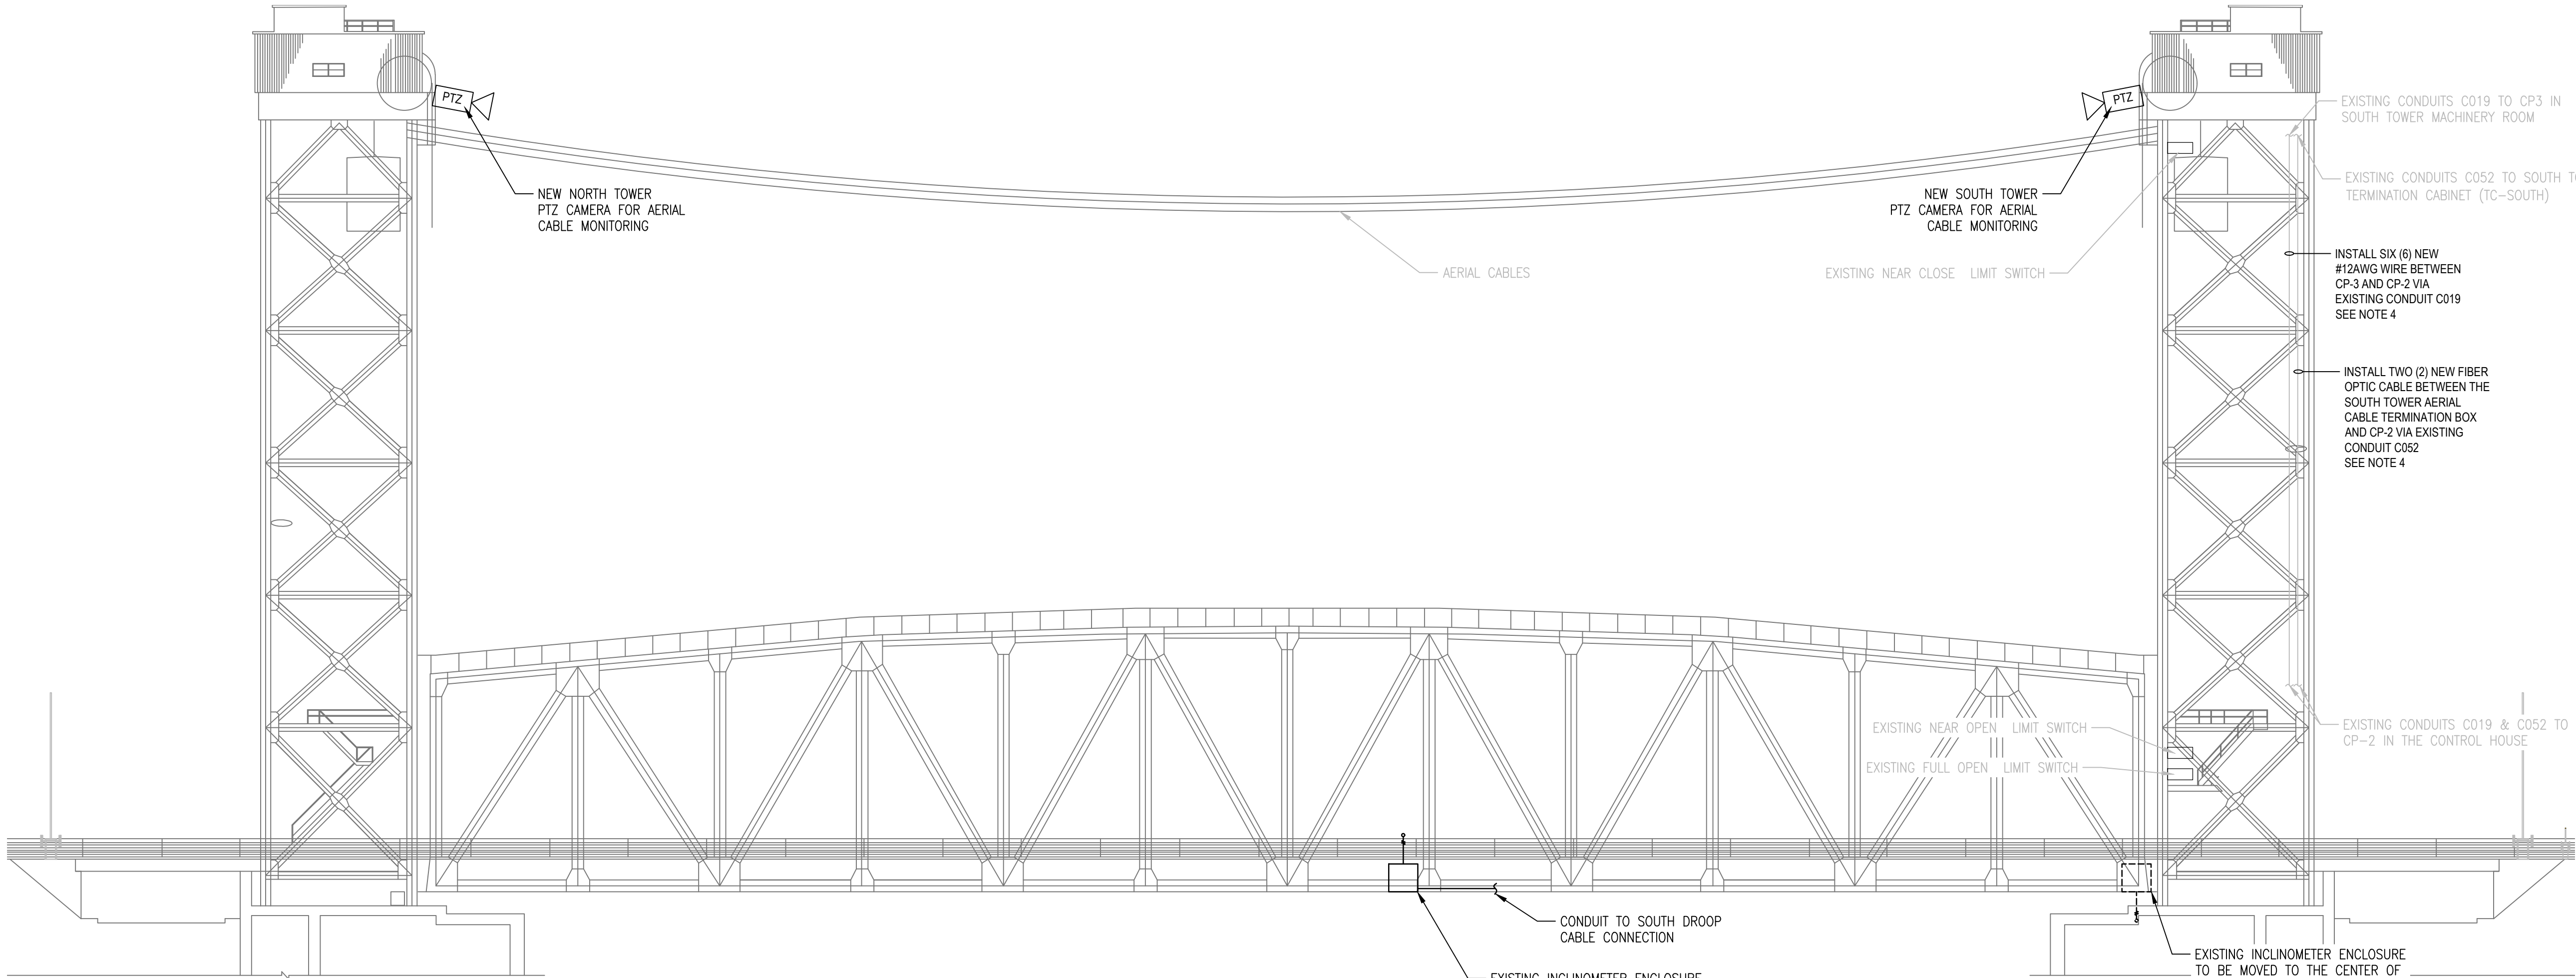 PTZ
PTZ
EXISTING CONDUITS C019 TO CP3 IN
SOUTH TOWER MACHINERY ROOM
EXISTING CONDUITS C052 TO SOUTH
TERMINATION CABINET (TC-SOUTH)
NEW NORTH TOWER
PTZ CAMERA FOR AERIAL
CABLE MONITORING
NEW SOUTH TOWER
PTZ CAMERA FOR AERIAL
CABLE MONITORING
AERIAL CABLES
EXISTING NEAR CLOSE LIMIT SWITCH
INSTALL SIX (6) NEW
#12AWG WIRE BETWEEN
CP-3 AND CP-2 VIA
EXISTING CONDUIT C019
SEE NOTE 4
INSTALL TWO (2) NEW FIBER
OPTIC CABLE BETWEEN THE
SOUTH TOWER AERIAL
CABLE TERMINATION BOX
AND CP-2 VIA EXISTING
CONDUIT C052
SEE NOTE 4
EXISTING NEAR OPEN LIMIT SWITCH
EXISTING FULL OPEN LIMIT SWITCH
EXISTING CONDUITS C019 & C052 TO
CP-2 IN THE CONTROL HOUSE
CONDUIT TO SOUTH DROOP
CABLE CONNECTION
EXISTING INCLINOMETER ENCLOSURE
EXISTING INCLINOMETER ENCLOSURE
TO BE MOVED TO THE CENTER OF